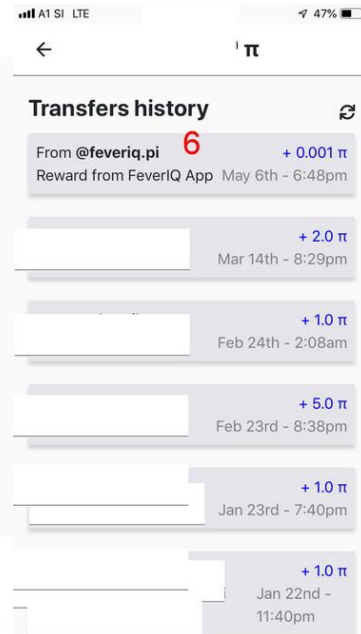 A1 SI LTE 47%
π
Transfers history
6
From @feveriq.pi + 0.001 π
Reward from FeverIQ App May 6th - 6:48pm
+ 2.0 π
Mar 14th - 8:29pm
+ 1.0 π
Feb 24th - 2:08am
+ 5.0 π
Feb 23rd - 8:38pm
+ 1.0 π
Jan 23rd - 7:40pm
+ 1.0 π
Jan 22nd -
11:40pm